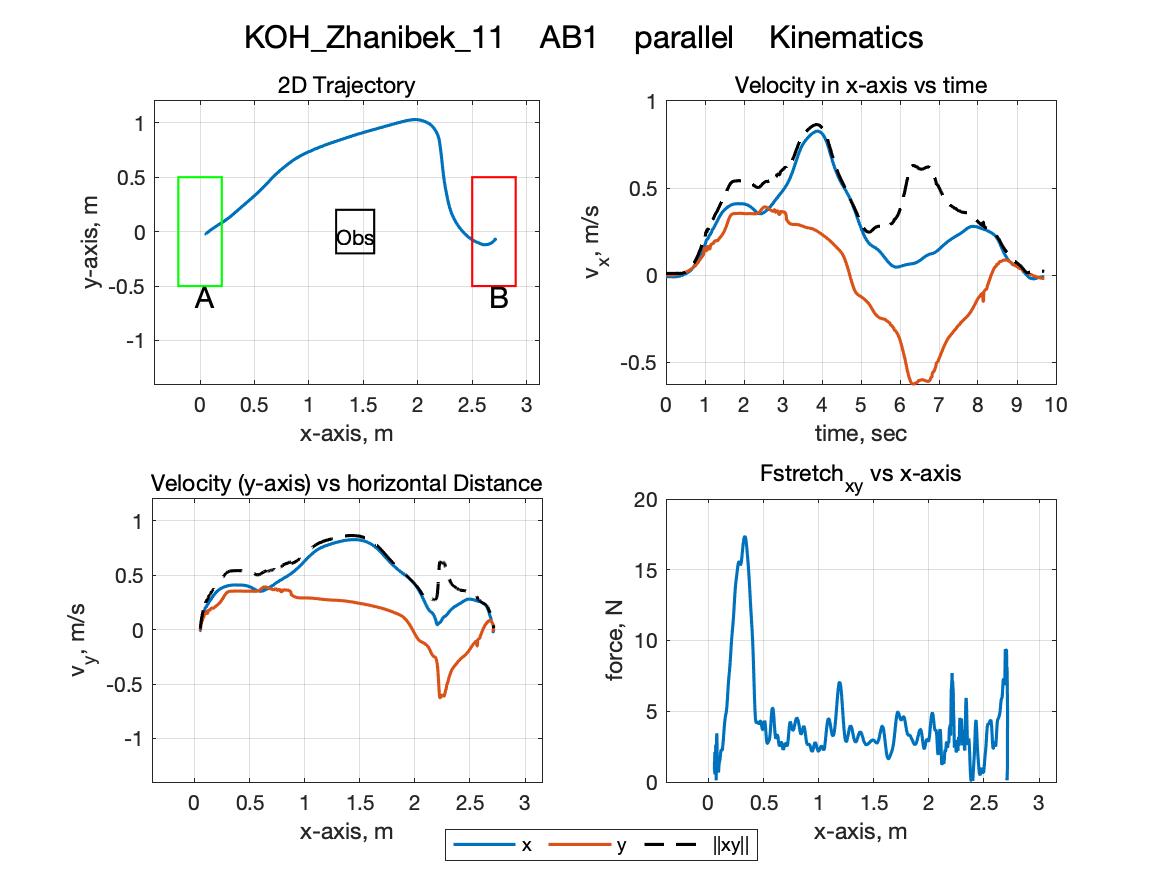 KOH_Zhanibek_11 AB1 parallel Kinematics
2D Trajectory
1
0.5
0
-0.5
-1
y-axis, m
Obs
A
B
0 0.5 1 1.5 2 2.5 3
x-axis, m
Velocity in x-axis vs time
1
0.5
0
-0.5
v_x, m/s
0 1 2 3 4 5 6 7 8 9 10
time, sec
Velocity (y-axis) vs horizontal Distance
1
0.5
0
-0.5
-1
v_y, m/s
0 0.5 1 1.5 2 2.5 3
x-axis, m
Fstretch_xy vs x-axis
20
15
10
5
0
force, N
0 0.5 1 1.5 2 2.5 3
x-axis, m
x y ||xy||